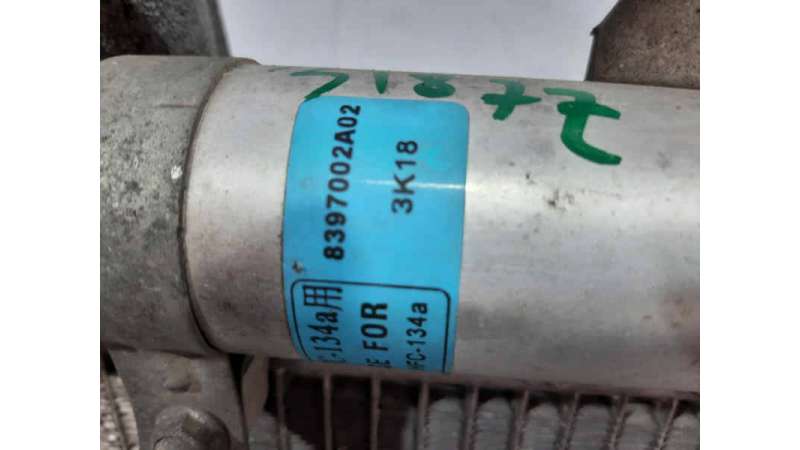 8397002A02
3K18
C-134a用
E FOR
FC-134a